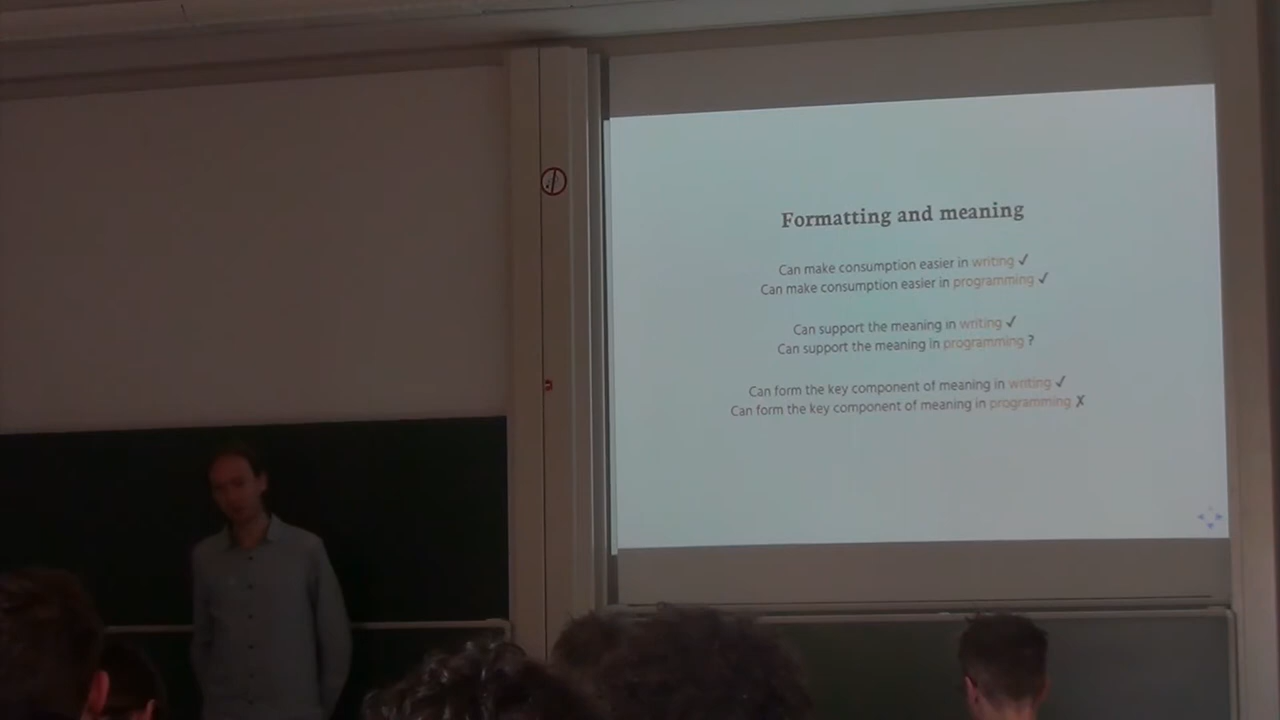 Formatting and meaning
Can make consumption easier in writing ✓
Can make consumption easier in programming ✓
Can support the meaning in writing ✓
Can support the meaning in programming ?
Can form the key component of meaning in writing ✓
Can form the key component of meaning in programming ✗